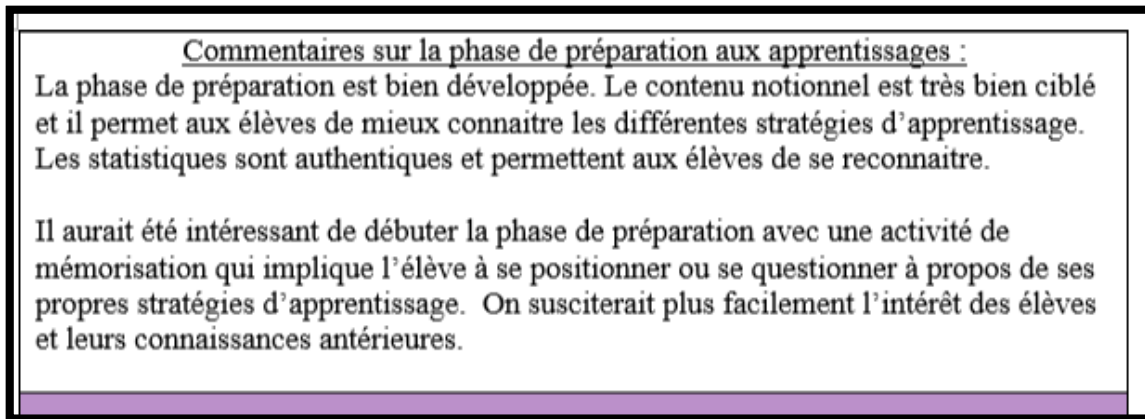 Commentaires sur la phase de préparation aux apprentissages :
La phase de préparation est bien développée. Le contenu notionnel est très bien ciblé
et il permet aux élèves de mieux connaitre les différentes stratégies d’apprentissage.
Les statistiques sont authentiques et permettent aux élèves de se reconnaitre.
Il aurait été intéressant de débuter la phase de préparation avec une activité de
mémorisation qui implique l’élève à se positionner ou se questionner à propos de ses
propres stratégies d’apprentissage.  On susciterait plus facilement l’intérêt des élèves
et leurs connaissances antérieures.